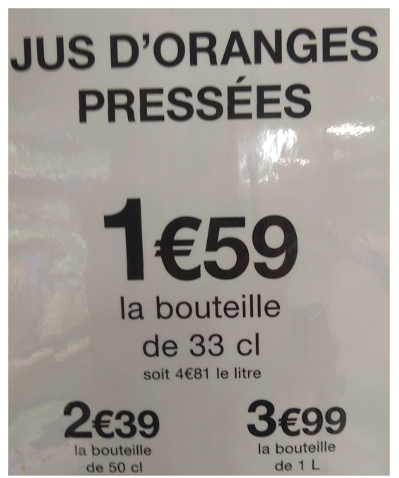 JUS D'ORANGES
PRESSÉES
1€59
la bouteille
de 33 cl
soit 4€81 le litre
2€39
la bouteille
de 50 cl
3€99
la bouteille
de 1 L